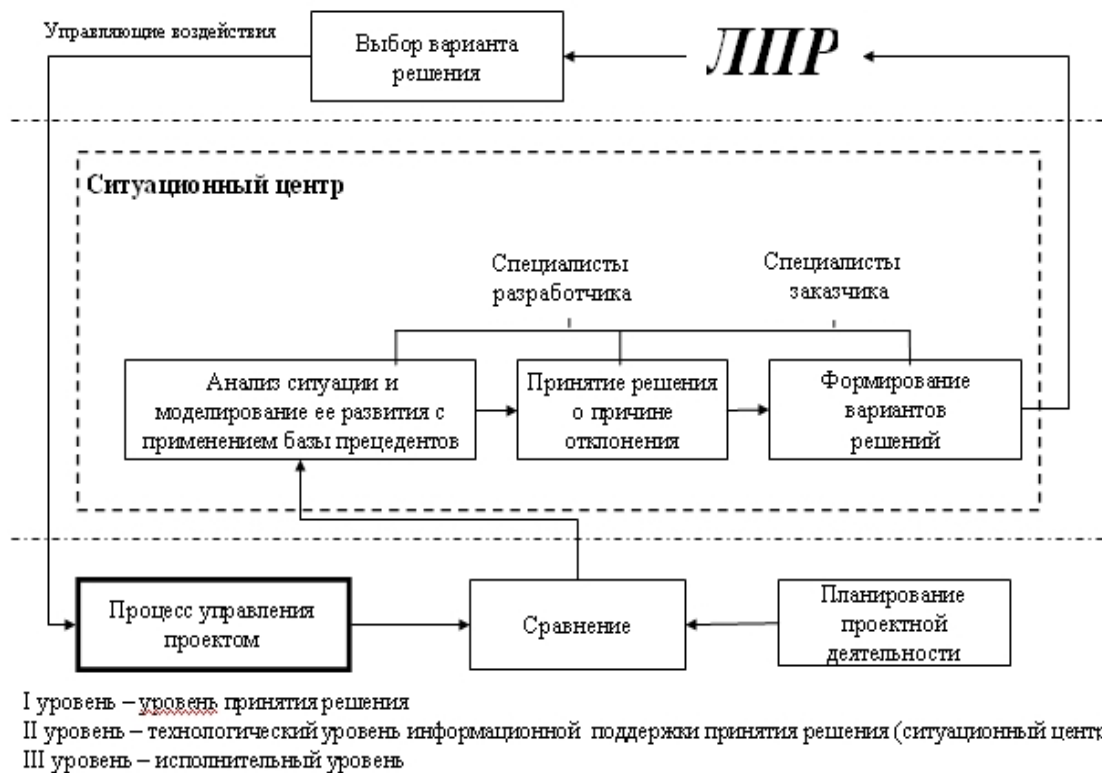 Управляющие воздействия
Выбор варианта
решения
ЛПР
Ситуационный центр
Специалисты
разработчика
Специалисты
заказчика
Анализ ситуации и
моделирование ее развития с
применением базы прецедентов
Принятие решения
о причине
отклонения
Формирование
вариантов
решений
Процесс управления
проектом
Сравнение
Планирование
проектной
деятельности
I уровень – уровень принятия решения
II уровень – технологический уровень информационной поддержки принятия решения (ситуационный центр
III уровень – исполнительный уровень